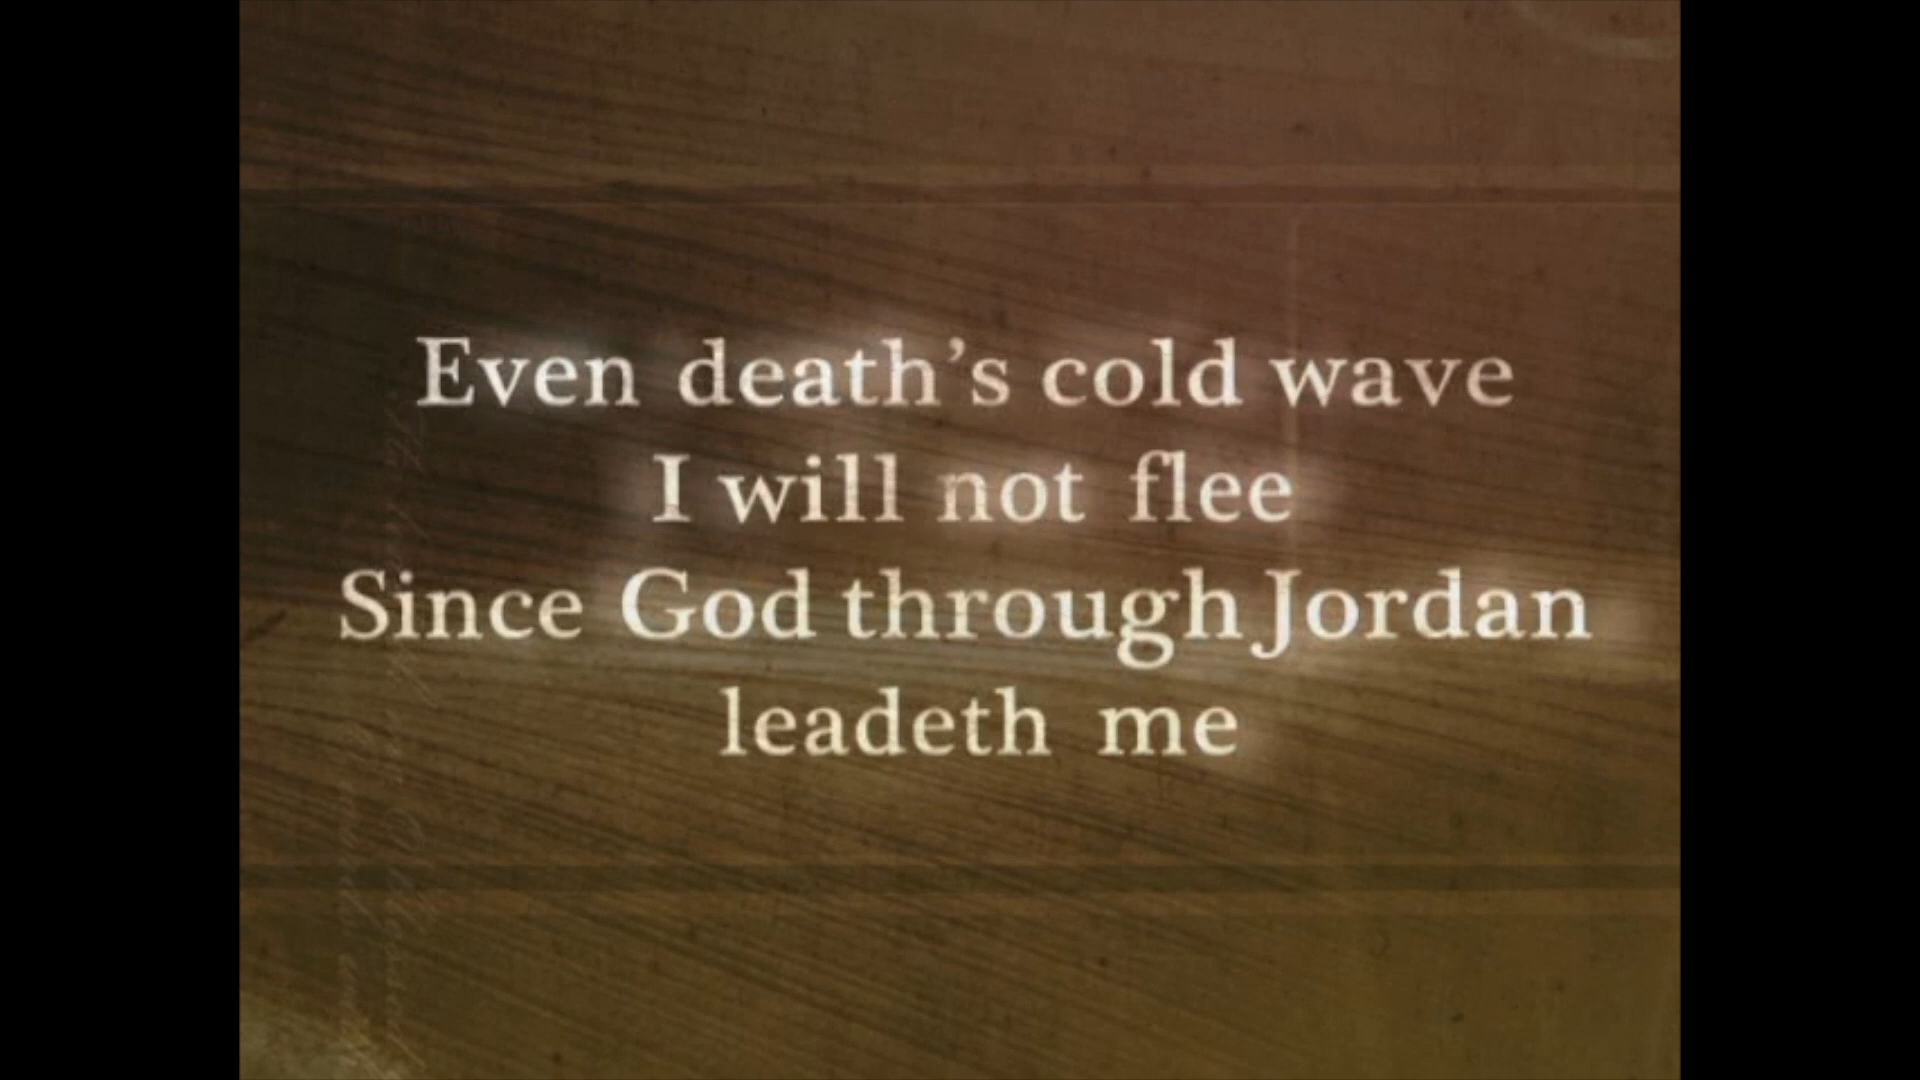 Even death’s cold wave
I will not flee
Since God through Jordan
leadeth me